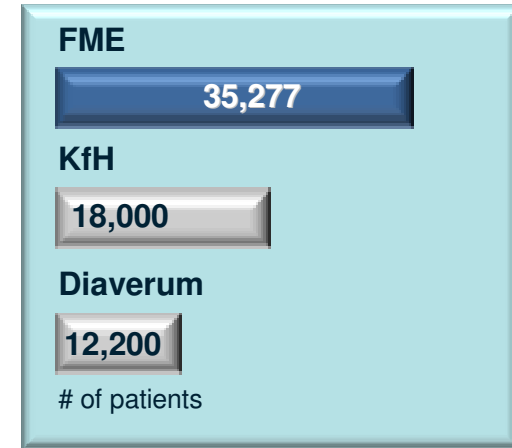 FME
35,277
KfH
18,000
Diaverum
12,200
# of patients